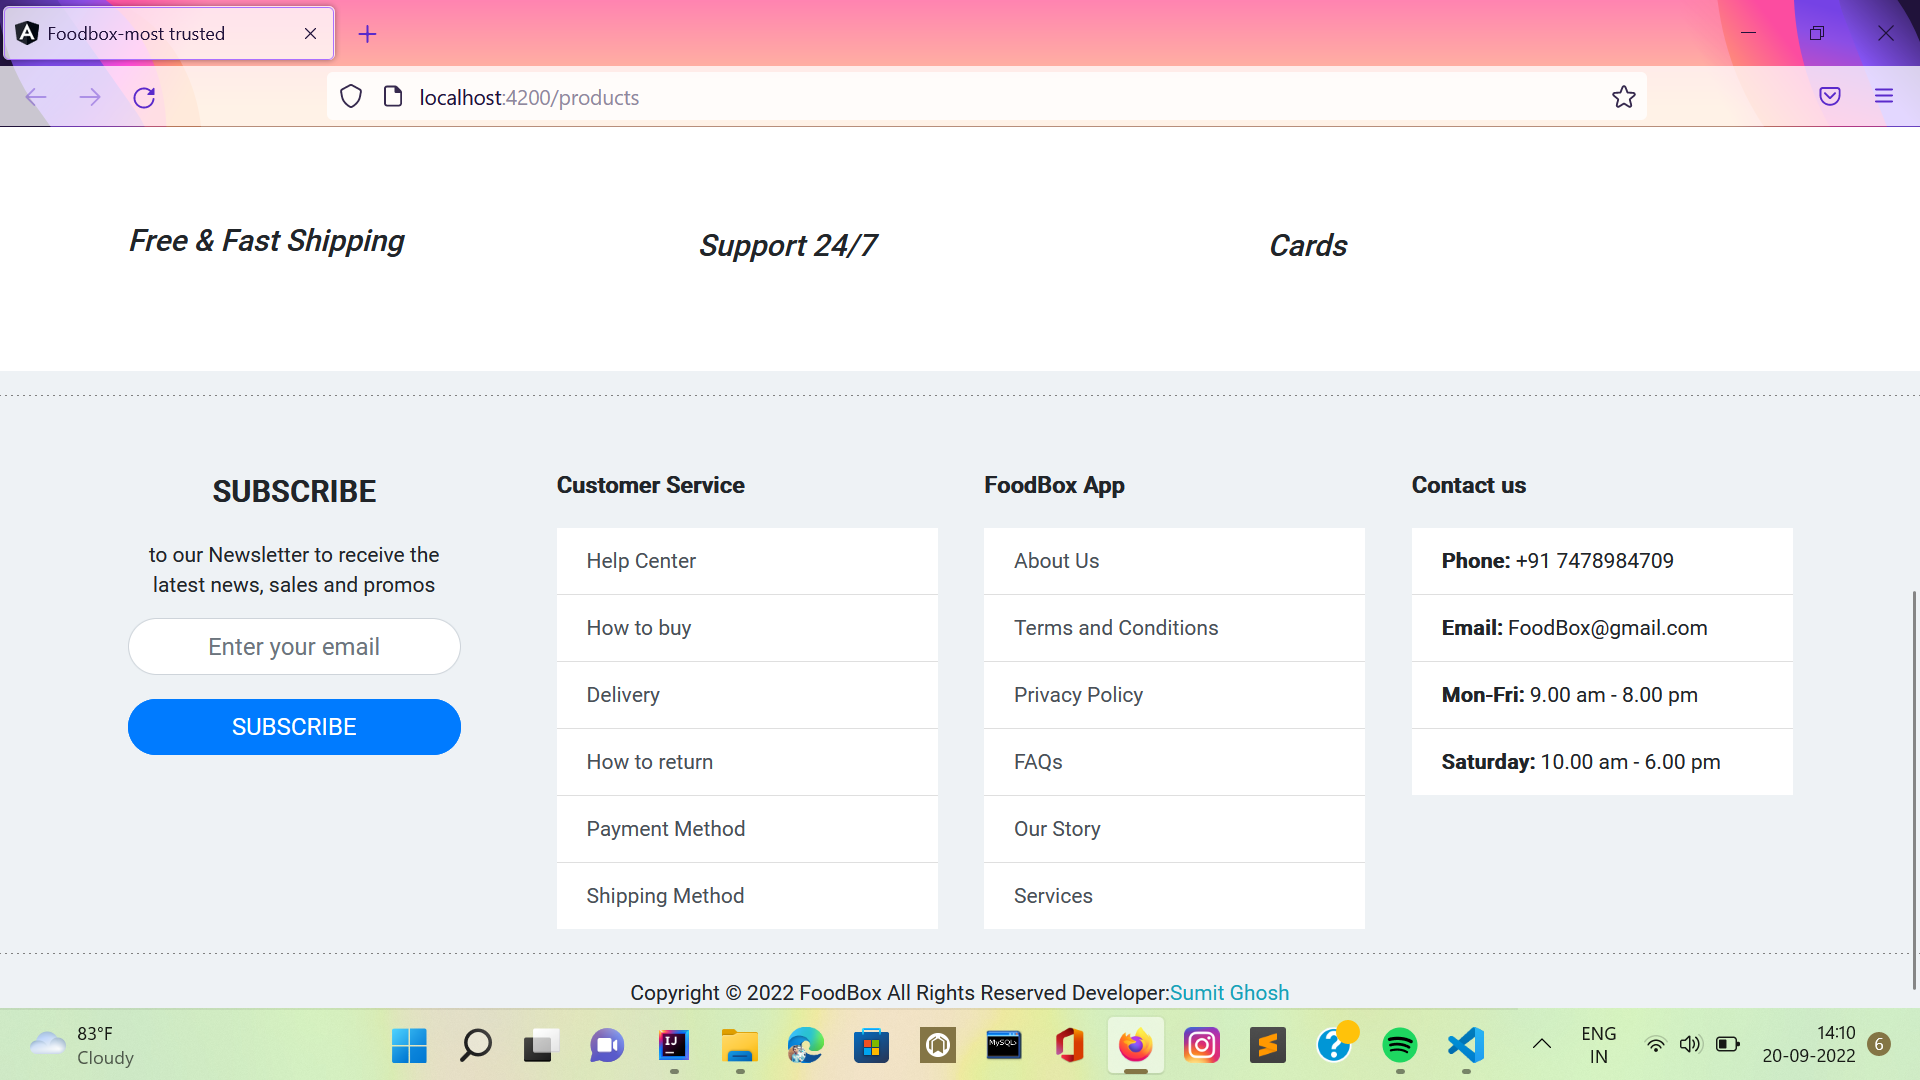 Foodbox-most trusted
localhost:4200/products
Free & Fast Shipping
Support 24/7
Cards
SUBSCRIBE
to our Newsletter to receive the
latest news, sales and promos
Enter your email
SUBSCRIBE
Customer Service
Help Center
How to buy
Delivery
How to return
Payment Method
Shipping Method
FoodBox App
About Us
Terms and Conditions
Privacy Policy
FAQs
Our Story
Services
Contact us
Phone: +91 7478984709
Email: FoodBox@gmail.com
Mon-Fri: 9.00 am - 8.00 pm
Saturday: 10.00 am - 6.00 pm
Copyright © 2022 FoodBox All Rights Reserved Developer:Sumit Ghosh
83°F
Cloudy
IJ
MySQL
ENG
IN
14:10
20-09-2022
6